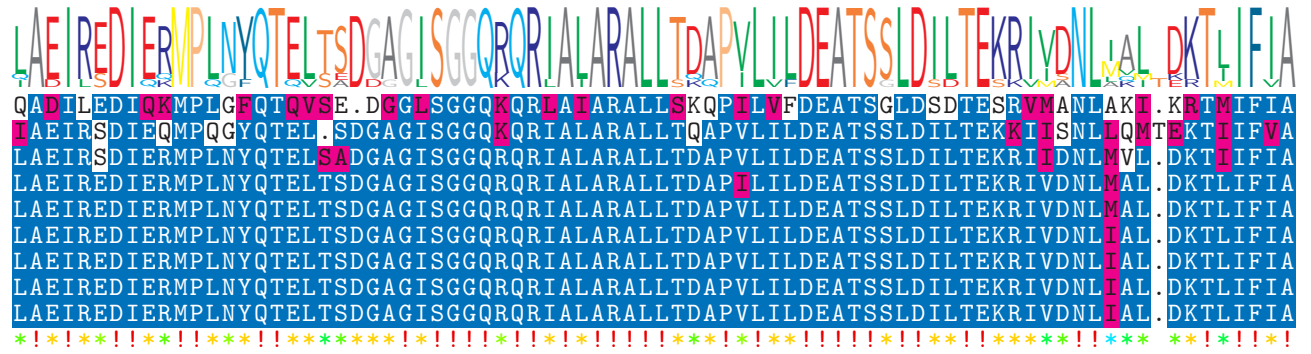 LAEIREDIERMPLNYQTELTSDGAGISGGQRQRIALARALLTDAPVLILDEATSSLDILTEKRIVDNL
QADILEDIQKMPLGFQTQVSE.DGGLSGGQKQRLAIARALLSKQPILVFDEATSGLDSDTESRVMANLAKI.KRTMIFIA
IAEIRSDIEQMPQGYQTEL.SDGAGISGGQKQRIALARALLTQAPVLILDEATSSLDILTEKKIISNLLQMTEKTIIFVA
LAEIRSDIERMPLNYQTELSADGAGISGGQRQRIALARALLTDAPVLILDEATSSLDILTEKRIIDNLMVL.DKTIIFIA
LAEIREDIERMPLNYQTELTSDGAGISGGQRQRIALARALLTDAPILILDEATSSLDILTEKRIVDNLMAL.DKTLIFIA
LAEIREDIERMPLNYQTELTSDGAGISGGQRQRIALARALLTDAPVLILDEATSSLDILTEKRIVDNLMAL.DKTLIFIA
LAEIREDIERMPLNYQTELTSDGAGISGGQRQRIALARALLTDAPVLILDEATSSLDILTEKRIVDNLIAL.DKTLIFIA
LAEIREDIERMPLNYQTELTSDGAGISGGQRQRIALARALLTDAPVLILDEATSSLDILTEKRIVDNLIAL.DKTLIFIA
LAEIREDIERMPLNYQTELTSDGAGISGGQRQRIALARALLTDAPVLILDEATSSLDILTEKRIVDNLIAL.DKTLIFIA
LAEIREDIERMPLNYQTELTSDGAGISGGQRQRIALARALLTDAPVLILDEATSSLDILTEKRIVDNLIAL.DKTLIFIA
*!*!**!!**!!***!!*******!*!!!!*!!*!*!!!!!***!*!**!!!!!*!!**!!*****!!*** **!*!!*!